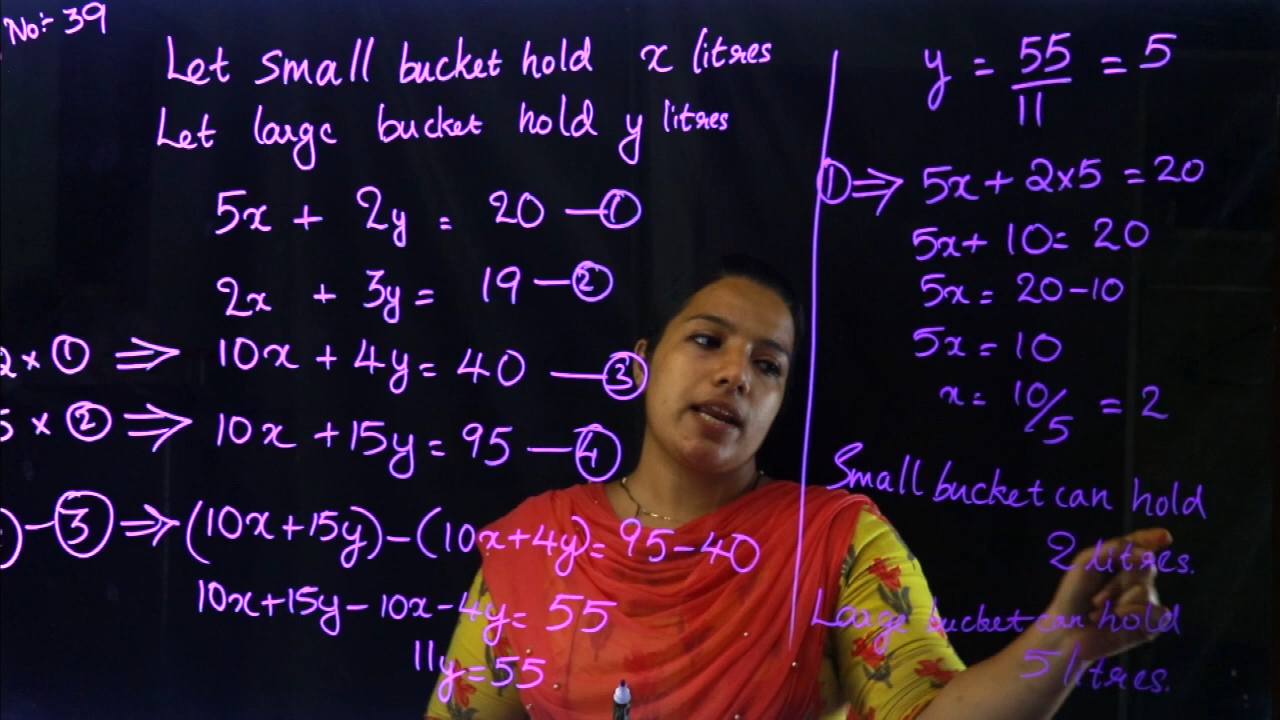 No:- 39
Let small bucket hold x litres
Let large bucket hold y litres
5x + 2y = 20 — ①
2x + 3y = 19 — ②
2 × ① ⇒ 10x + 4y = 40 — ③
5 × ② ⇒ 10x + 15y = 95 — ④
– ③ ⇒ (10x+15y) – (10x+4y) = 95 – 40
10x+15y – 10x – 4y = 55
11y = 55
y = 55/11 = 5
① ⇒ 5x + 2×5 = 20
5x + 10 = 20
5x = 20 – 10
5x = 10
x = 10/5 = 2
Small bucket can hold
2 litres.
Large bucket can hold
5 litres.